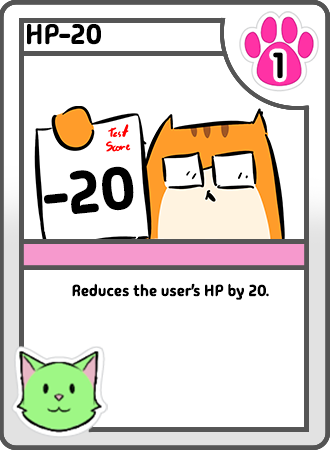 HP-20
1
Test
Score
-20
Reduces the user's HP by 20.